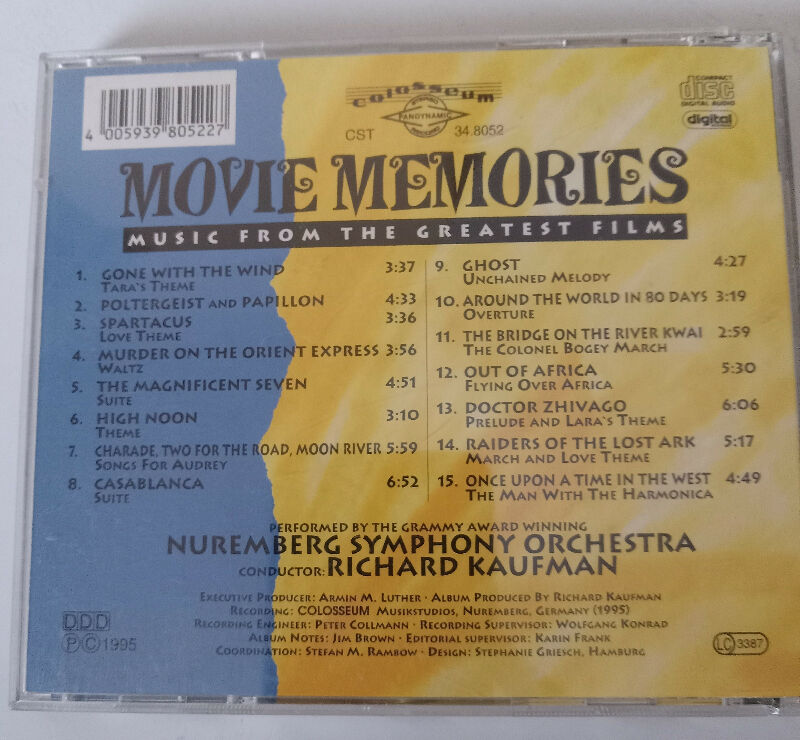 4 005939 805227
colosseum
STEREO
PANDYNAMIC
RECORD
CST 34.8052
COMPACT
disc
DIGITAL AUDIO
digital
MOVIE MEMORIES
MUSIC FROM THE GREATEST FILMS
1. GONE WITH THE WIND 3:37
TARA'S THEME
2. POLTERGEIST AND PAPILLON 4:33
3. SPARTACUS 3:36
LOVE THEME
4. MURDER ON THE ORIENT EXPRESS 3:56
WALTZ
5. THE MAGNIFICENT SEVEN 4:51
SUITE
6. HIGH NOON 3:10
THEME
7. CHARADE, TWO FOR THE ROAD, MOON RIVER 5:59
SONGS FOR AUDREY
8. CASABLANCA 6:52
SUITE
9. GHOST 4:27
UNCHAINED MELODY
10. AROUND THE WORLD IN 80 DAYS 3:19
OVERTURE
11. THE BRIDGE ON THE RIVER KWAI 2:59
THE COLONEL BOGEY MARCH
12. OUT OF AFRICA 5:30
FLYING OVER AFRICA
13. DOCTOR ZHIVAGO 6:06
PRELUDE AND LARA'S THEME
14. RAIDERS OF THE LOST ARK 5:17
MARCH AND LOVE THEME
15. ONCE UPON A TIME IN THE WEST 4:49
THE MAN WITH THE HARMONICA
PERFORMED BY THE GRAMMY AWARD WINNING
NUREMBERG SYMPHONY ORCHESTRA
CONDUCTOR: RICHARD KAUFMAN
EXECUTIVE PRODUCER: ARMIN M. LUTHER · ALBUM PRODUCED BY RICHARD KAUFMAN
RECORDING: COLOSSEUM MUSIKSTUDIOS, NUREMBERG, GERMANY (1995)
RECORDING ENGINEER: PETER COLLMANN · RECORDING SUPERVISOR: WOLFGANG KONRAD
ALBUM NOTES: JIM BROWN · EDITORIAL SUPERVISOR: KARIN FRANK
COORDINATION: STEFAN M. RAMBOW · DESIGN: STEPHANIE GRIESCH, HAMBURG
DDD
Ⓟ©1995
LC 3387